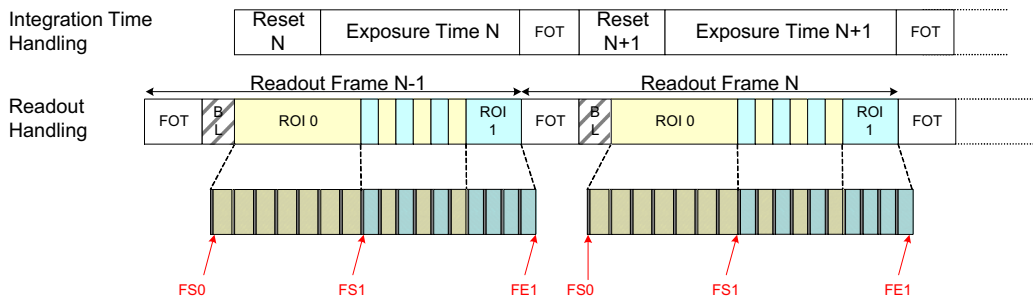 Integration Time
Handling
Reset
N
Exposure Time N
FOT
Reset
N+1
Exposure Time N+1
FOT
Readout Frame N-1
Readout Frame N
Readout
Handling
FOT
B
L
ROI 0
ROI
1
FOT
B
L
ROI 0
ROI
1
FOT
FS0
FS1
FE1
FS0
FS1
FE1